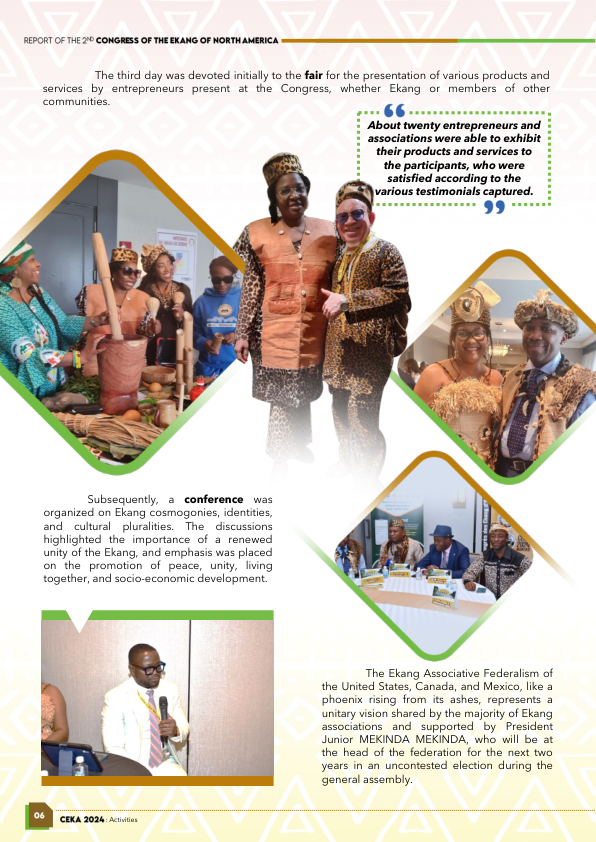 REPORT OF THE 2ND CONGRESS OF THE EKANG OF NORTH AMERICA
The third day was devoted initially to the fair for the presentation of various products and
services by entrepreneurs present at the Congress, whether Ekang or members of other
communities.
“
About twenty entrepreneurs and
associations were able to exhibit
their products and services to
the participants, who were
satisfied according to the
various testimonials captured.
”
Subsequently, a conference was
organized on Ekang cosmogonies, identities,
and cultural pluralities. The discussions
highlighted the importance of a renewed
unity of the Ekang, and emphasis was placed
on the promotion of peace, unity, living
together, and socio-economic development.
The Ekang Associative Federalism of
the United States, Canada, and Mexico, like a
phoenix rising from its ashes, represents a
unitary vision shared by the majority of Ekang
associations and supported by President
Junior MEKINDA MEKINDA, who will be at
the head of the federation for the next two
years in an uncontested election during the
general assembly.
06 CEKA 2024 : Activities